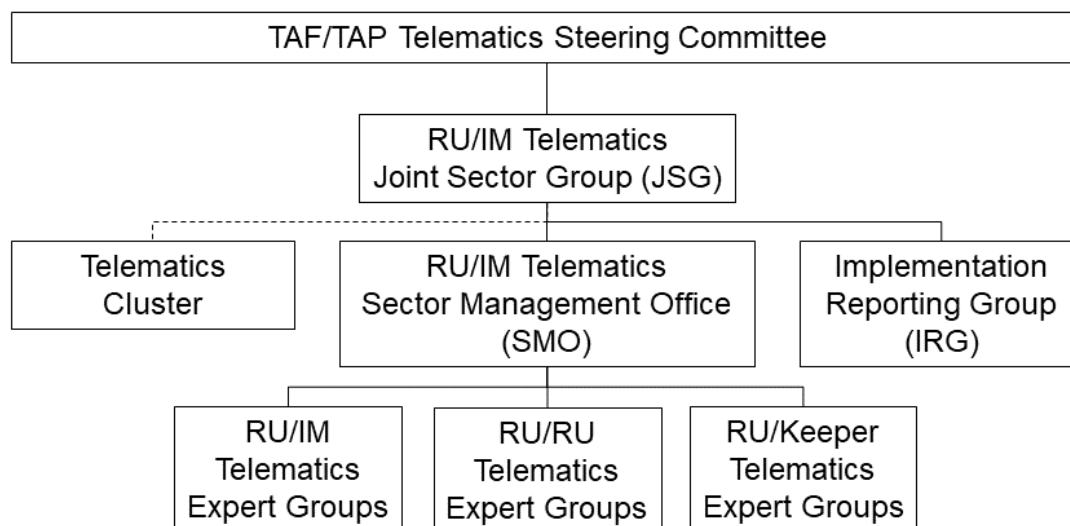 TAF/TAP Telematics Steering Committee
RU/IM Telematics
Joint Sector Group (JSG)
Telematics
Cluster
RU/IM Telematics
Sector Management Office
(SMO)
Implementation
Reporting Group
(IRG)
RU/IM
Telematics
Expert Groups
RU/RU
Telematics
Expert Groups
RU/Keeper
Telematics
Expert Groups